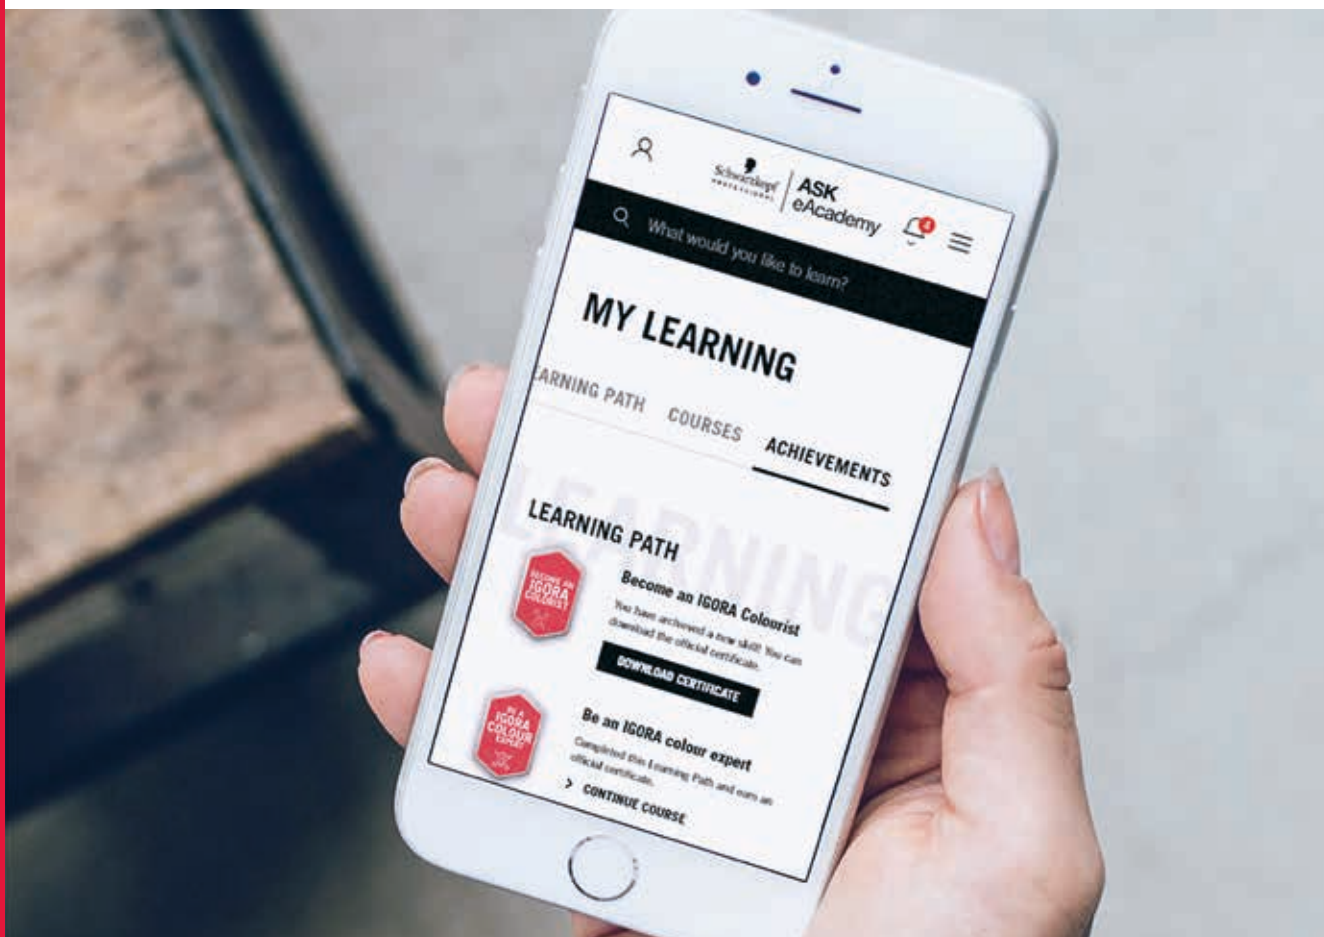 Schwarzkopf
PROFESSIONAL
ASK
eAcademy
4
What would you like to learn?
MY LEARNING
EARNING PATH
COURSES
ACHIEVEMENTS
LEARNING
LEARNING PATH
BECOME AN
IGORA
COLORIST
Become an IGORA Colourist
You have archieved a new skill! You can
download the official certificate.
DOWNLOAD CERTIFICATE
BE A
IGORA
COLOUR
EXPERT
Be an IGORA colour expert
Completed this Learning Path and earn an
official certificate.
> CONTINUE COURSE